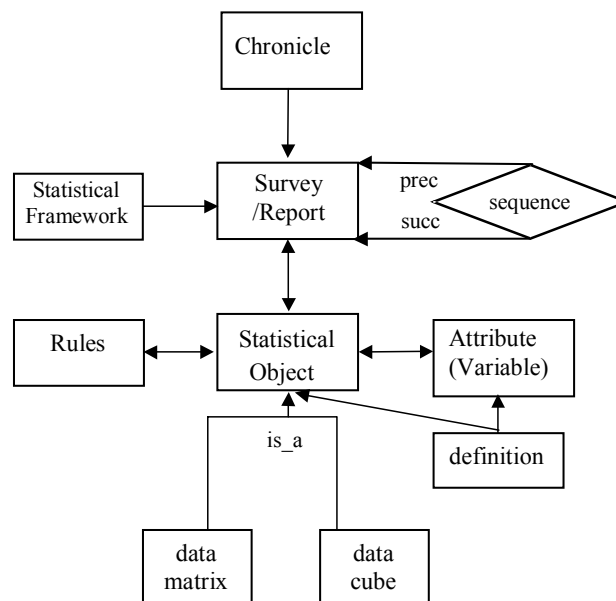 Chronicle
Statistical
Framework
Survey
/Report
prec
succ
sequence
Rules
Statistical
Object
Attribute
(Variable)
is_a
definition
data
matrix
data
cube